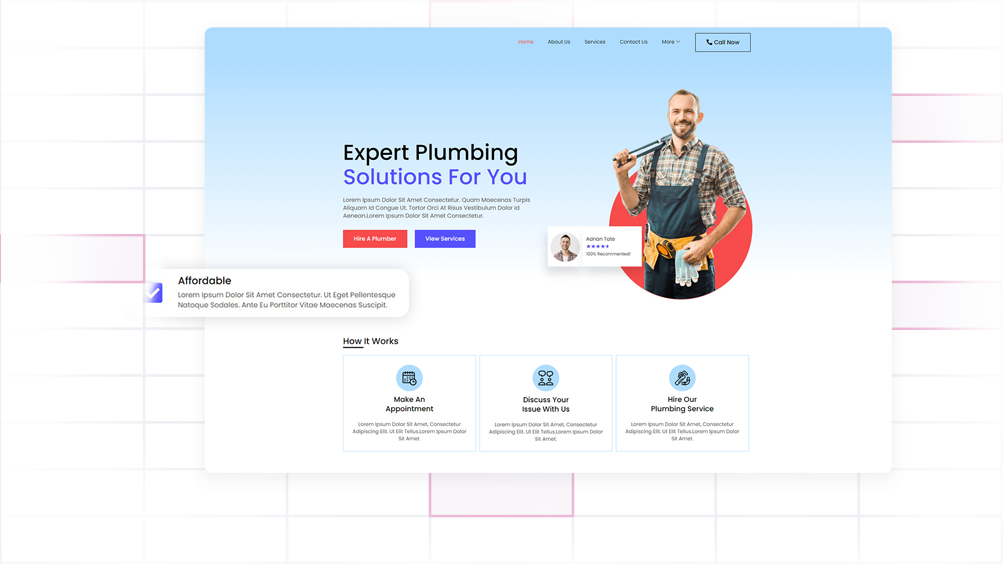 Home About Us Services Contact Us More Call Now
Expert Plumbing
Solutions For You
Lorem Ipsum Dolor Sit Amet Consectetur. Quam Maecenas Turpis
Aliquam Id Congue Ut. Tortor Orci At Risus Vestibulum Dolor Id
Aenean.Lorem Ipsum Dolor Sit Amet Consectetur.
Hire A Plumber View Services
Adrian Tate
100% Recommented!
Affordable
Lorem Ipsum Dolor Sit Amet Consectetur. Ut Eget Pellentesque
Natoque Sodales. Ante Eu Porttitor Vitae Maecenas Suscipit.
How It Works
Make An
Appointment
Lorem Ipsum Dolor Sit Amet, Consectetur
Adipiscing Elit. Ut Elit Tellus.Lorem Ipsum Dolor
Sit Amet.
Discuss Your
Issue With Us
Lorem Ipsum Dolor Sit Amet, Consectetur
Adipiscing Elit. Ut Elit Tellus.Lorem Ipsum Dolor
Sit Amet.
Hire Our
Plumbing Service
Lorem Ipsum Dolor Sit Amet, Consectetur
Adipiscing Elit. Ut Elit Tellus.Lorem Ipsum Dolor
Sit Amet.